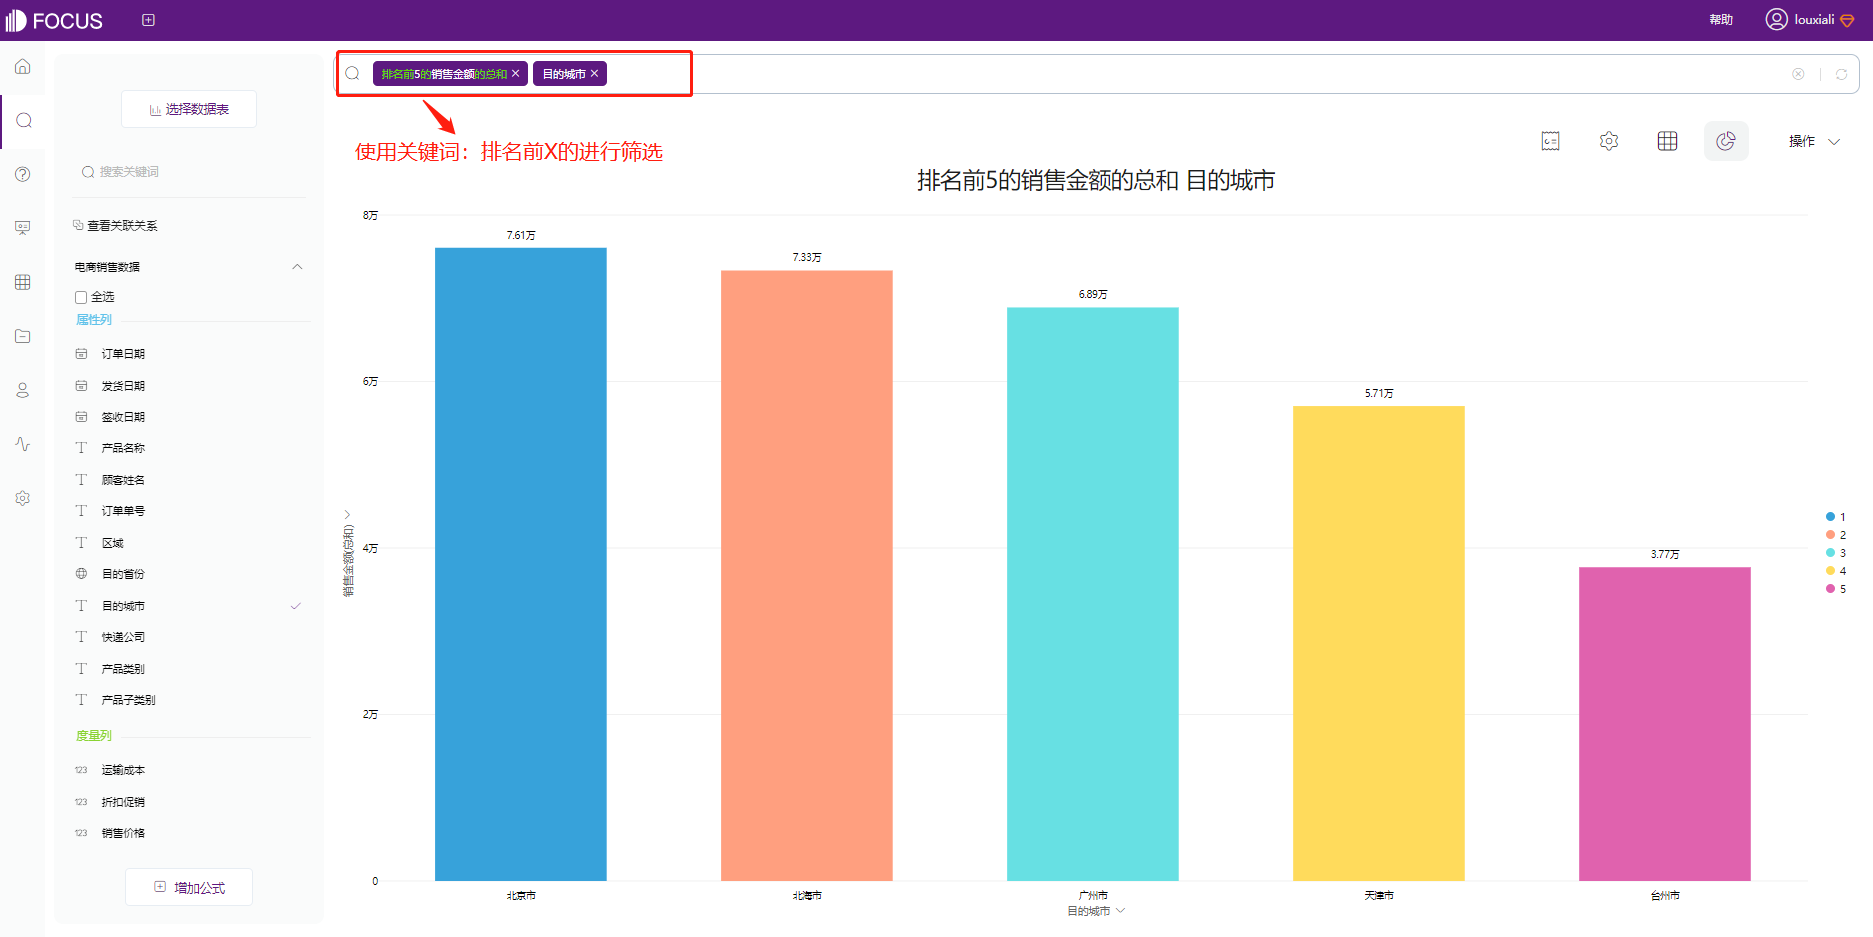 FOCUS
帮助
louxiali
选择数据表
搜索关键词
查看关联关系
电商销售数据
全选
属性列
订单日期
发货日期
签收日期
产品名称
顾客姓名
订单单号
区域
目的省份
目的城市
快递公司
产品类别
产品子类别
度量列
123 运输成本
123 折扣促销
123 销售价格
增加公式
排名前5的销售金额的总和
目的城市
使用关键词：排名前X的进行筛选
操作
排名前5的销售金额的总和 目的城市
8万
6万
4万
2万
0
销售金额(总和)
7.61万
7.33万
6.89万
5.71万
3.77万
北京市
北海市
广州市
天津市
台州市
目的城市
1
2
3
4
5